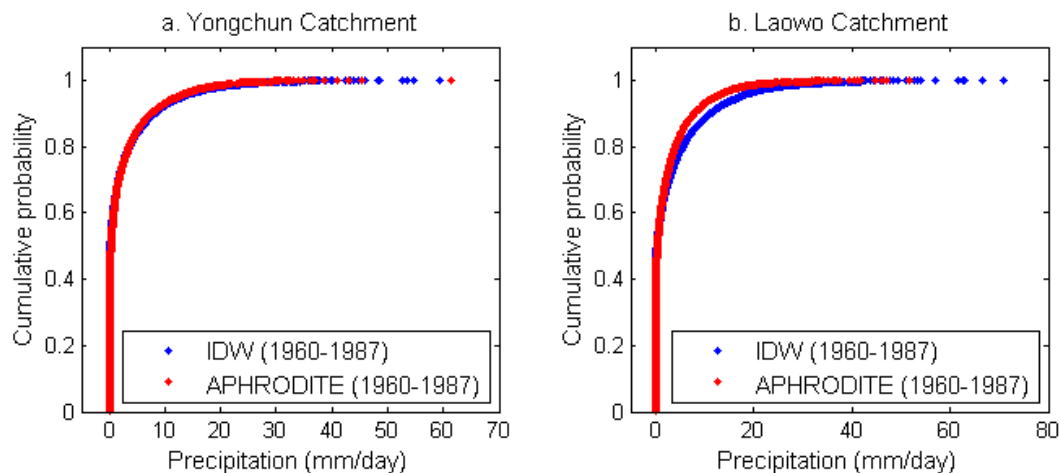 a. Yongchun Catchment
b. Laowo Catchment
Cumulative probability
1
0.8
0.6
0.4
0.2
0
IDW (1960-1987)
APHRODITE (1960-1987)
0 10 20 30 40 50 60 70
Precipitation (mm/day)
Cumulative probability
1
0.8
0.6
0.4
0.2
0
IDW (1960-1987)
APHRODITE (1960-1987)
0 20 40 60 80
Precipitation (mm/day)